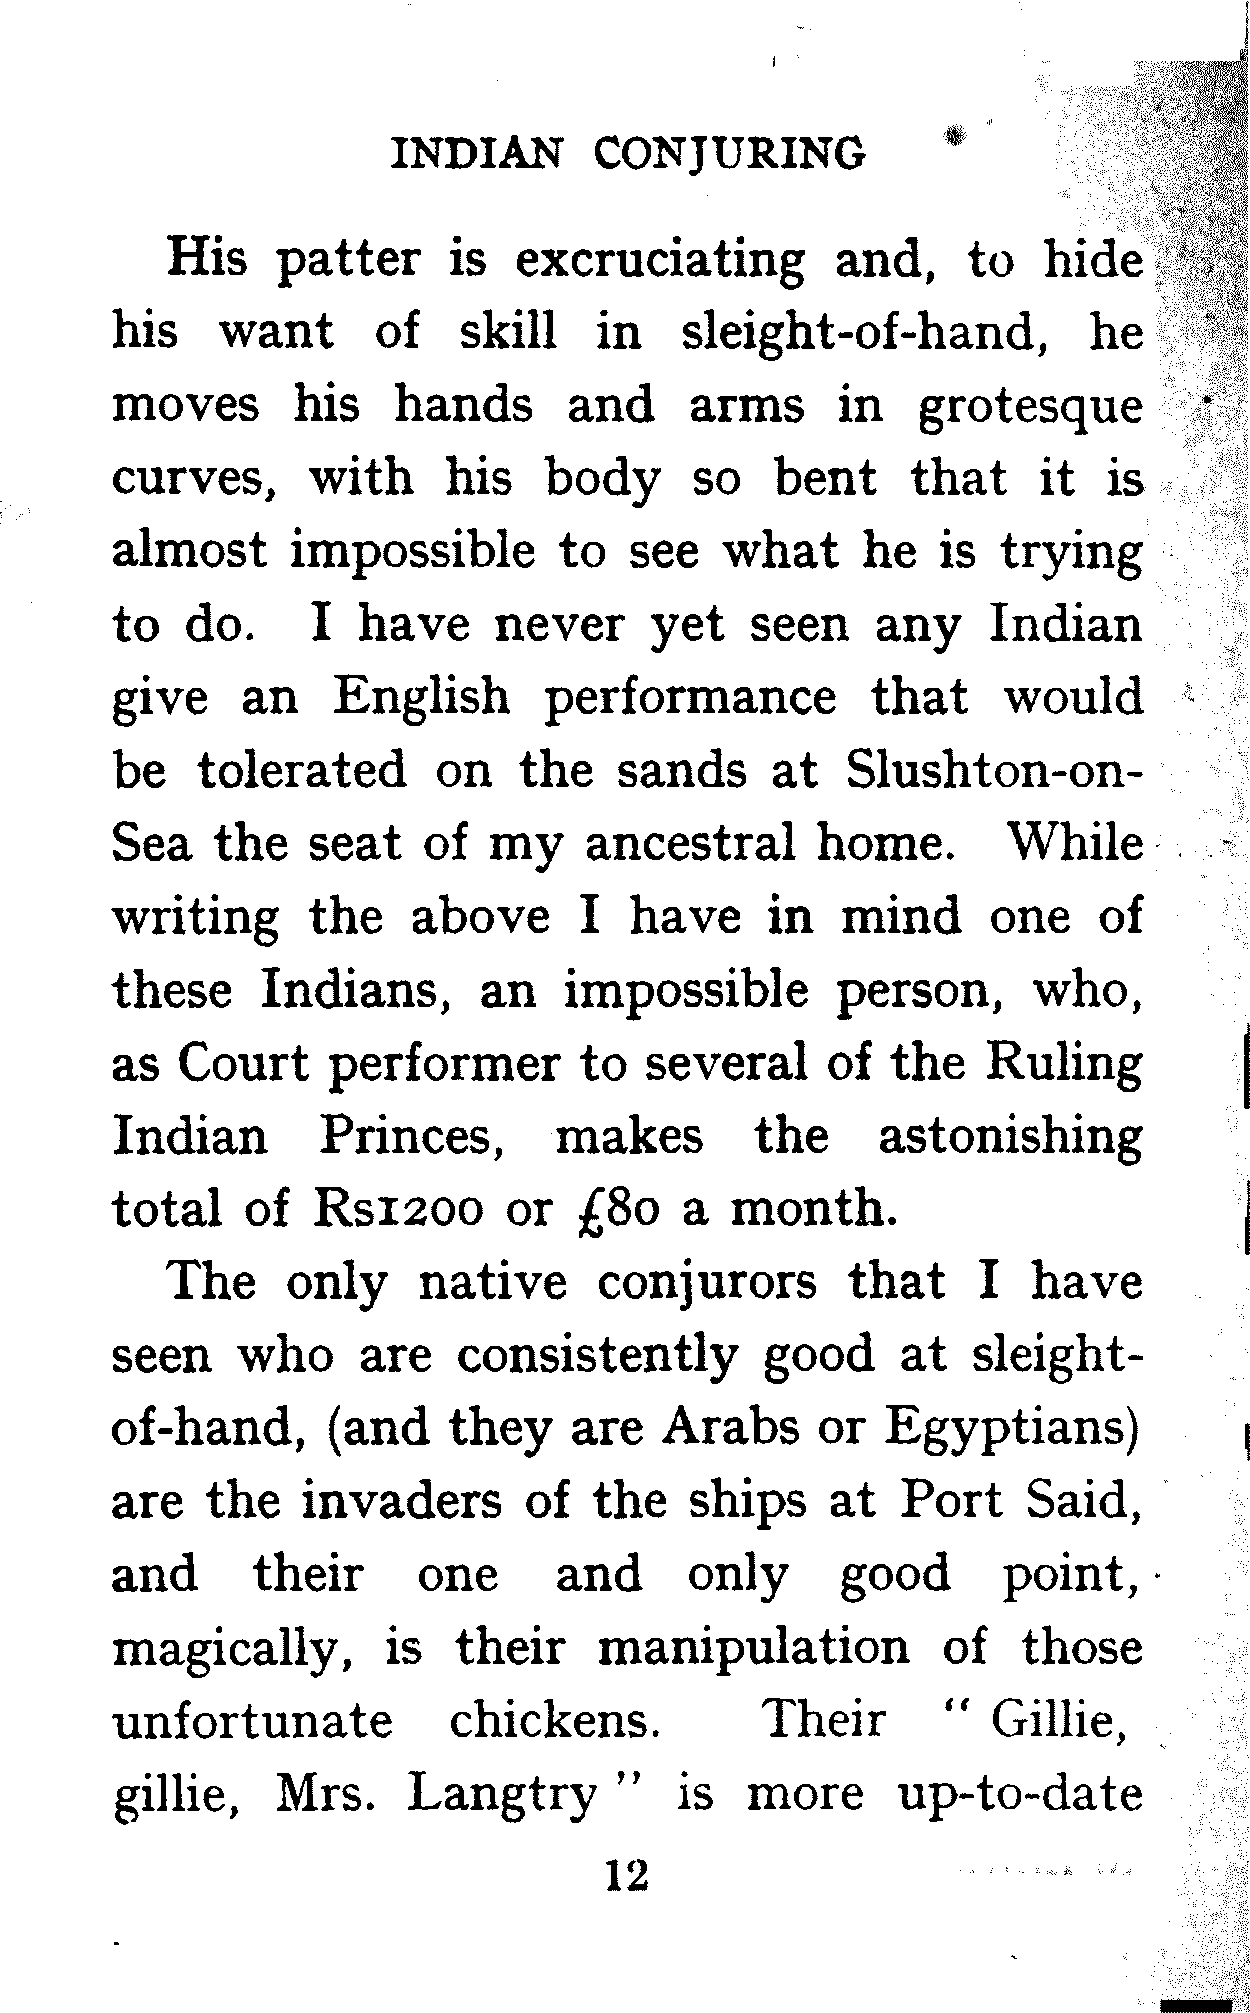 INDIAN CONJURING
His patter is excruciating and, to hide
his want of skill in sleight-of-hand, he
moves his hands and arms in grotesque
curves, with his body so bent that it is
almost impossible to see what he is trying
to do. I have never yet seen any Indian
give an English performance that would
be tolerated on the sands at Slushton-on-
Sea the seat of my ancestral home. While
writing the above I have in mind one of
these Indians, an impossible person, who,
as Court performer to several of the Ruling
Indian Princes, makes the astonishing
total of Rs1200 or £80 a month.
The only native conjurors that I have
seen who are consistently good at sleight-
of-hand, (and they are Arabs or Egyptians)
are the invaders of the ships at Port Said,
and their one and only good point,
magically, is their manipulation of those
unfortunate chickens. Their " Gillie,
gillie, Mrs. Langtry " is more up-to-date
12